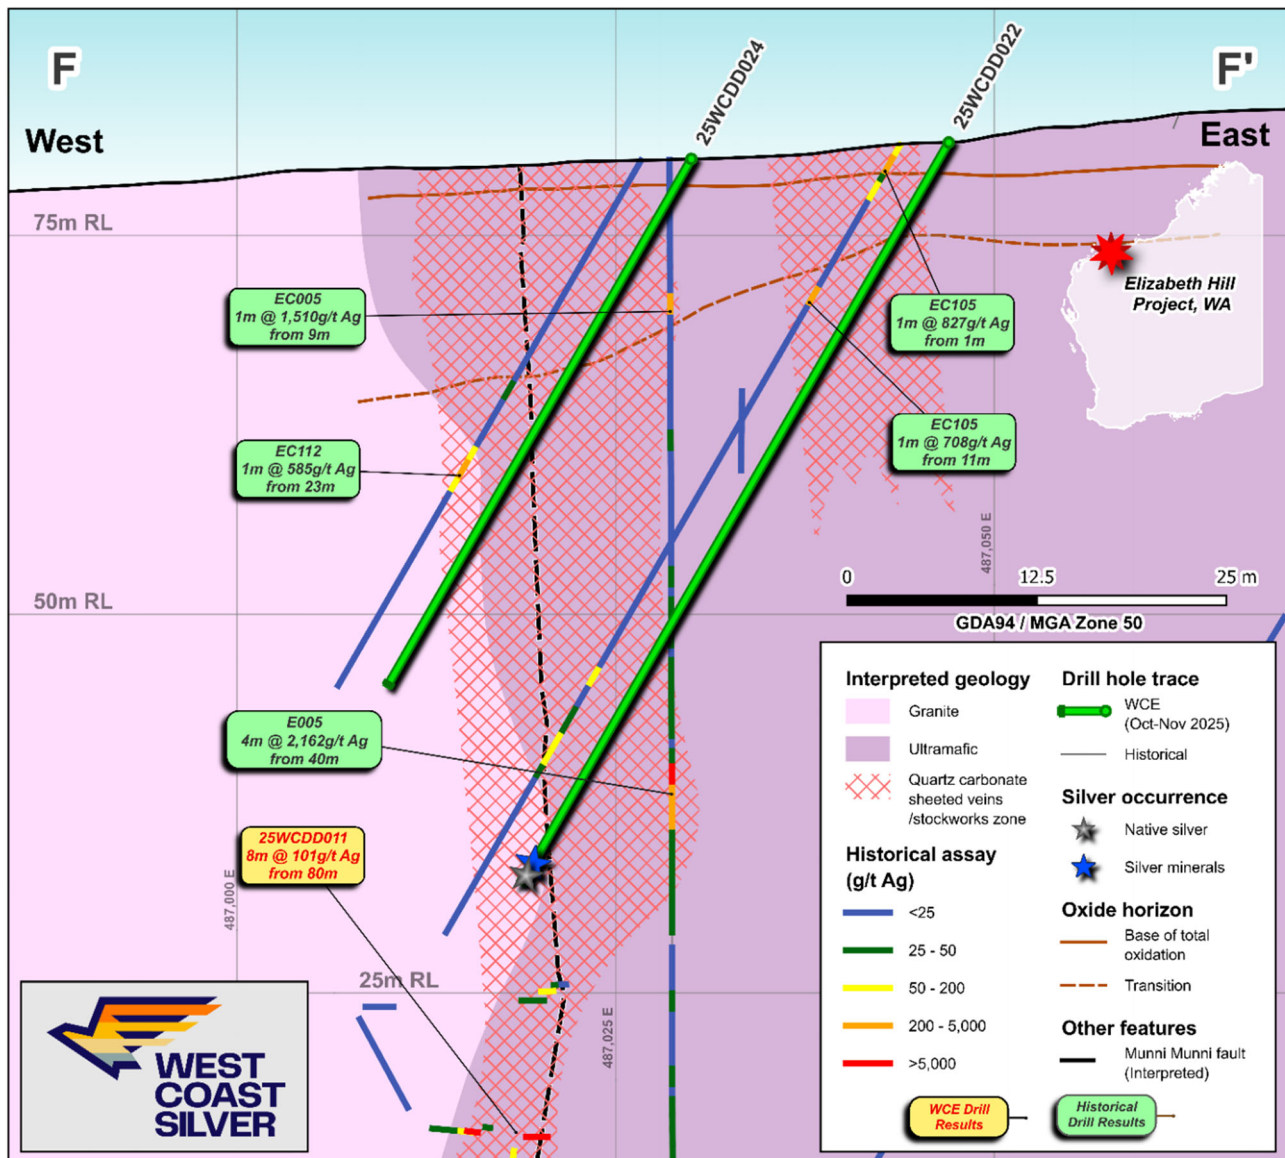 F
F'
West
East
25WCDD024
25WCDD022
75m RL
EC005
1m @ 1,510g/t Ag
from 9m
EC105
1m @ 827g/t Ag
from 1m
Elizabeth Hill
Project, WA
EC112
1m @ 585g/t Ag
from 23m
EC105
1m @ 708g/t Ag
from 11m
487,050 E
50m RL
0
12.5
25 m
GDA94 / MGA Zone 50
E005
4m @ 2,162g/t Ag
from 40m
25WCDD011
8m @ 101g/t Ag
from 80m
487,000 E
25m RL
487,025 E
WEST
COAST
SILVER
Interpreted geology
Granite
Ultramafic
Quartz carbonate
sheeted veins
/stockworks zone
Historical assay
(g/t Ag)
<25
25 - 50
50 - 200
200 - 5,000
>5,000
Drill hole trace
WCE
(Oct-Nov 2025)
Historical
Silver occurrence
Native silver
Silver minerals
Oxide horizon
Base of total
oxidation
Transition
Other features
Munni Munni fault
(Interpreted)
WCE Drill
Results
Historical
Drill Results